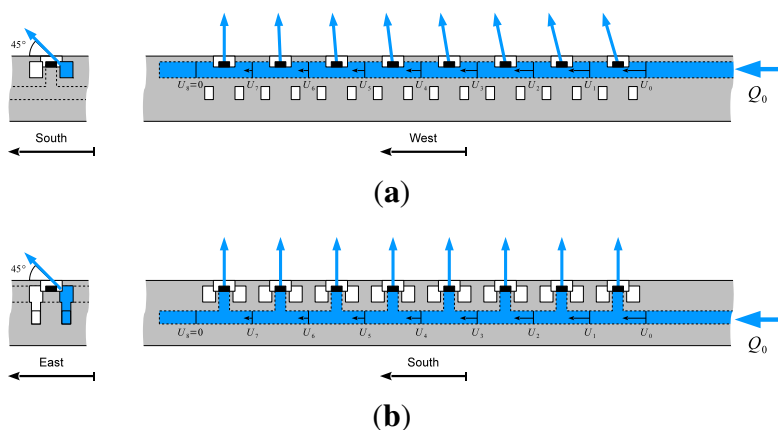 45°
U₈=0 U₇ U₆ U₅ U₄ U₃ U₂ U₁ U₀
Q₀
South
West
(a)
45°
U₈=0 U₇ U₆ U₅ U₄ U₃ U₂ U₁ U₀
Q₀
East
South
(b)